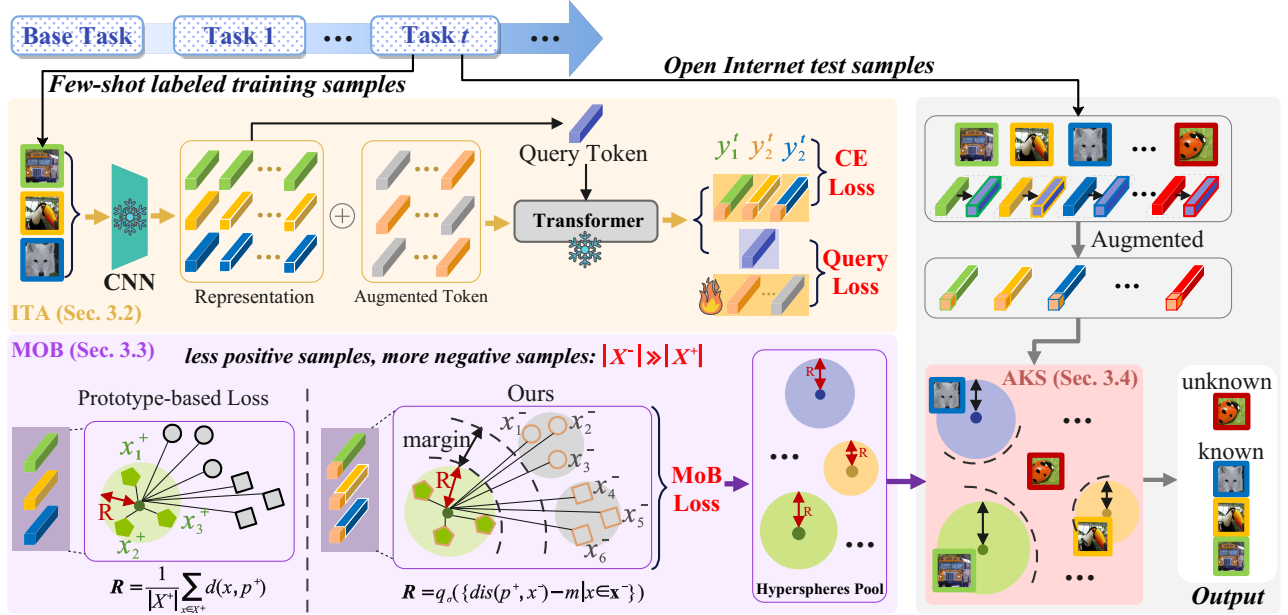 Base Task
Task 1
...
Task t
...
Few-shot labeled training samples
Open Internet test samples
CNN
Representation
+
Augmented Token
Query Token
Transformer
y₁ᵗ y₂ᵗ y₂ᵗ
CE
Loss
Query
Loss
ITA (Sec. 3.2)
...
Augmented
...
MOB (Sec. 3.3)
less positive samples, more negative samples: |X⁻| ≫ |X⁺|
Prototype-based Loss
x₁⁺
R
x₃⁺
x₂⁺
R = 1/|X⁺| ∑ x∈X⁺ d(x, p⁺)
Ours
margin
R
x₁⁻
x₂⁻
x₃⁻
x₄⁻
x₅⁻
x₆⁻
R = qσ({dis(p⁺, x⁻) − m|x∈x⁻})
MoB
Loss
R
...
R
R
...
Hyperspheres Pool
AKS (Sec. 3.4)
...
...
unknown
known
Output